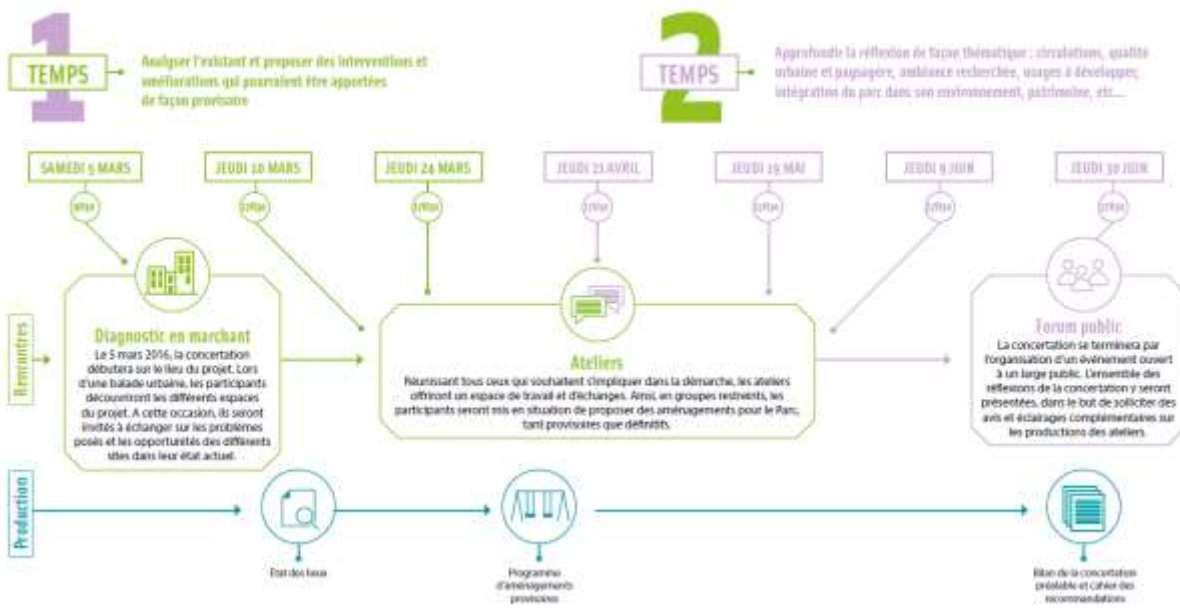 1
TEMPS
Analyser l'existant et proposer des interventions et
améliorations qui pourraient être apportées
de façon provisoire
2
TEMPS
Approfondir la réflexion de façon thématique : circulations, qualité
urbaine et paysagère, ambiance recherchée, usages à développer,
intégration du parc dans son environnement, patrimoine, etc...
SAMEDI 5 MARS
JEUDI 10 MARS
JEUDI 24 MARS
JEUDI 21 AVRIL
JEUDI 19 MAI
JEUDI 9 JUIN
JEUDI 30 JUIN
17h30
17h30
17h30
17h30
17h30
17h30
Rencontres
Diagnostic en marchant
Le 5 mars 2016, la concertation
débutera sur le lieu du projet. Lors
d'une balade urbaine, les participants
découvriront les différents espaces
du projet. A cette occasion, ils seront
invités à échanger sur les problèmes
posés et les opportunités des différents
sites dans leur état actuel.
Ateliers
Réunissant tous ceux qui souhaitent s'impliquer dans la démarche, les ateliers
offriront un espace de travail et d'échanges. Ainsi, en groupes restreints, les
participants seront mis en situation de proposer des aménagements pour le Parc,
tant provisoires que définitifs.
Forum public
La concertation se terminera par
l'organisation d'un événement ouvert
à un large public. L'ensemble des
réflexions de la concertation y seront
présentées, dans le but de solliciter des
avis et éclairages complémentaires sur
les productions des ateliers.
Production
Etat des lieux
Programme
d'aménagements
provisoires
Bilan de la concertation
préalable et cahier des
recommandations